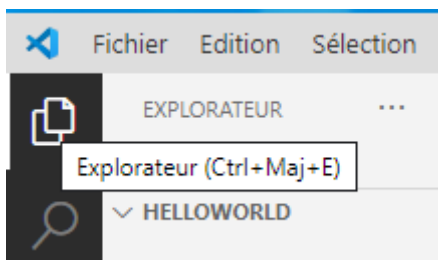 Fichier Edition Sélection
EXPLORATEUR ...
Explorateur (Ctrl+Maj+E)
HELLOWORLD